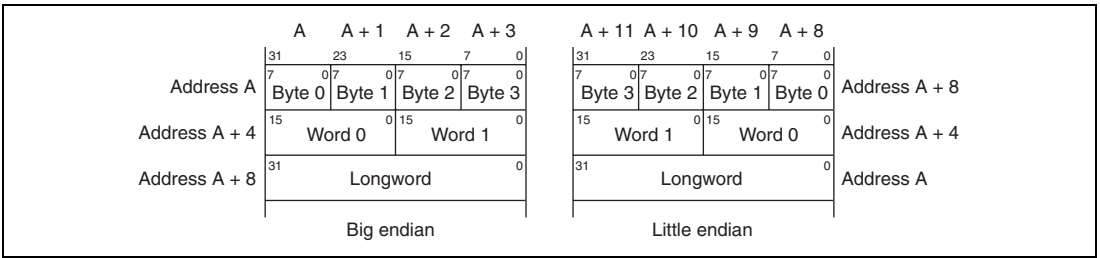 A A + 1 A + 2 A + 3 A + 11 A + 10 A + 9 A + 8
31 23 15 7 0 31 23 15 7 0
7 0 7 0 7 0 7 0 7 0 7 0 7 0 7 0
Address A Byte 0 Byte 1 Byte 2 Byte 3 Byte 3 Byte 2 Byte 1 Byte 0 Address A + 8
15 0 15 0 15 0 15 0
Address A + 4 Word 0 Word 1 Word 1 Word 0 Address A + 4
31 0 31 0
Address A + 8 Longword Longword Address A
Big endian Little endian